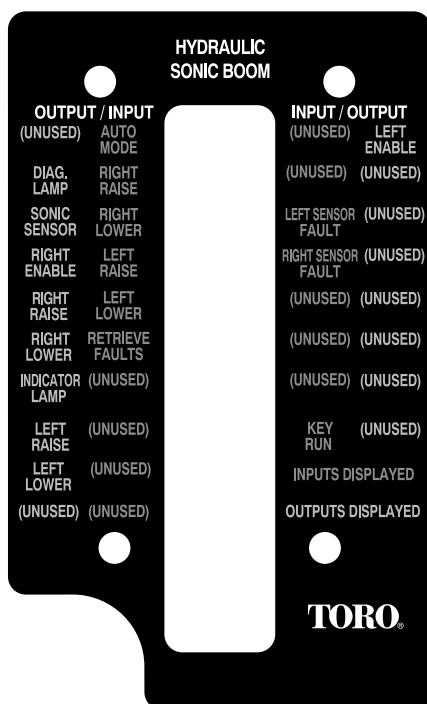 HYDRAULIC
SONIC BOOM
OUTPUT / INPUT
(UNUSED) AUTO
MODE
DIAG. RIGHT
LAMP RAISE
SONIC RIGHT
SENSOR LOWER
RIGHT LEFT
ENABLE RAISE
RIGHT LEFT
RAISE LOWER
RIGHT RETRIEVE
LOWER FAULTS
INDICATOR (UNUSED)
LAMP
LEFT (UNUSED)
RAISE
LEFT (UNUSED)
LOWER
(UNUSED) (UNUSED)
INPUT / OUTPUT
(UNUSED) LEFT
ENABLE
(UNUSED) (UNUSED)
LEFT SENSOR (UNUSED)
FAULT
RIGHT SENSOR (UNUSED)
FAULT
(UNUSED) (UNUSED)
(UNUSED) (UNUSED)
(UNUSED) (UNUSED)
KEY (UNUSED)
RUN
INPUTS DISPLAYED
OUTPUTS DISPLAYED
TORO®